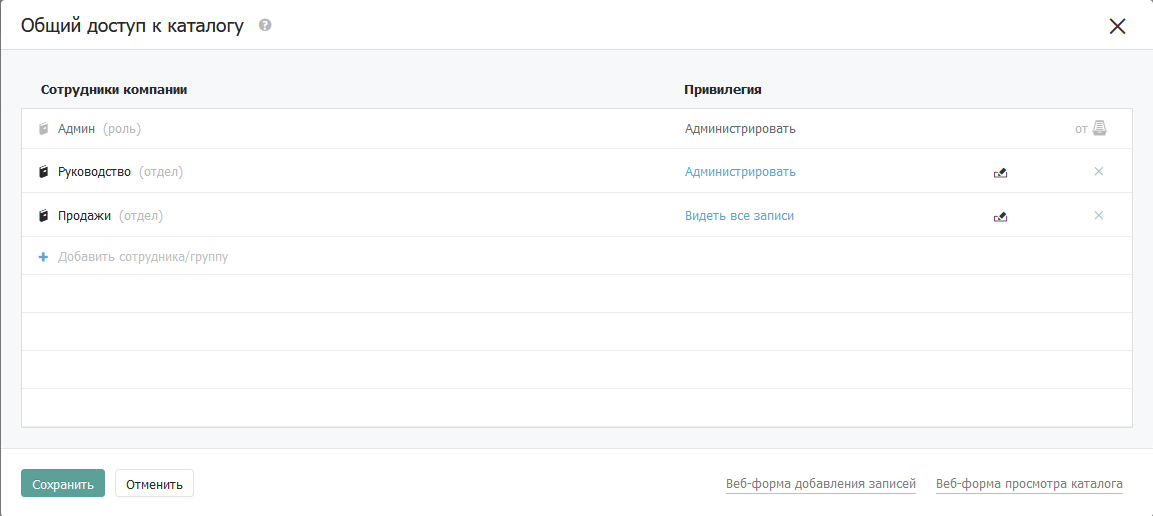 Общий доступ к каталогу ?
Сотрудники компании Привилегия
Админ (роль) Администрировать от
Руководство (отдел) Администрировать
Продажи (отдел) Видеть все записи
Добавить сотрудника/группу
Сохранить Отменить Веб-форма добавления записей Веб-форма просмотра каталога